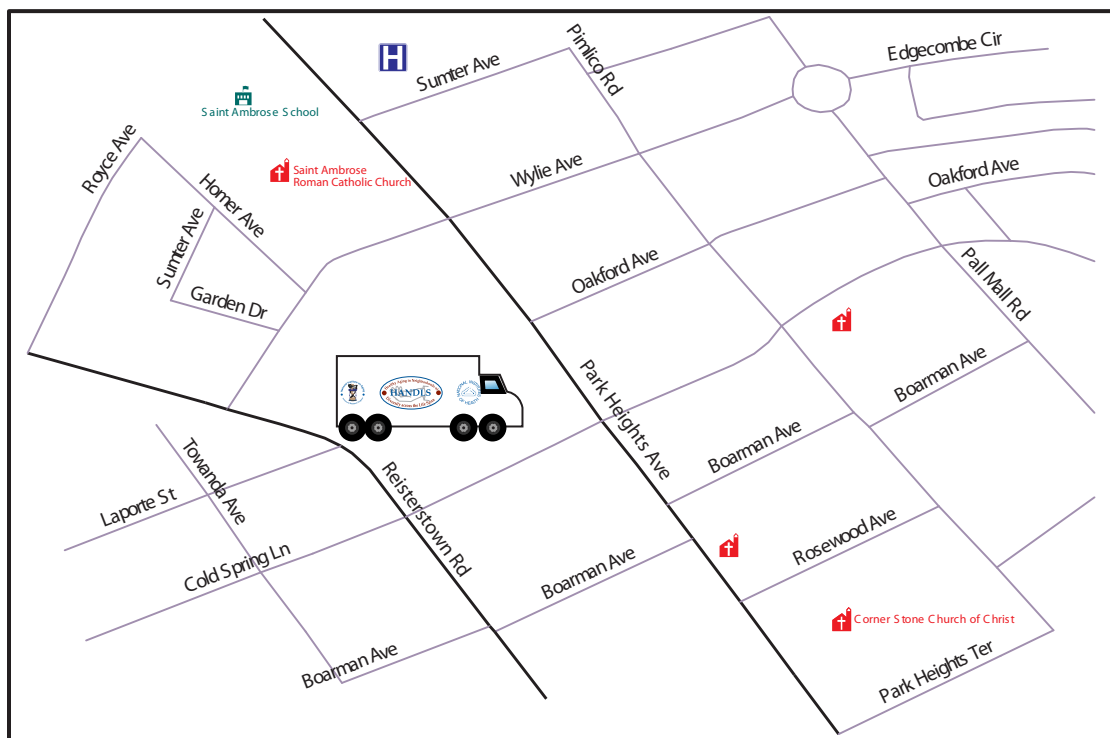 H
Sumter Ave
Pimlico Rd
Edgecombe Cir
Saint Ambrose School
Royce Ave
Saint Ambrose
Roman Catholic Church
Homer Ave
Wylie Ave
Oakford Ave
Sumter Ave
Garden Dr
Oakford Ave
Pall Mall Rd
HANDLS
Park Heights Ave
Boarman Ave
Boarman Ave
Towanda Ave
Reisterstown Rd
Laporte St
Cold Spring Ln
Boarman Ave
Rosewood Ave
Corner Stone Church of Christ
Boarman Ave
Park Heights Ter